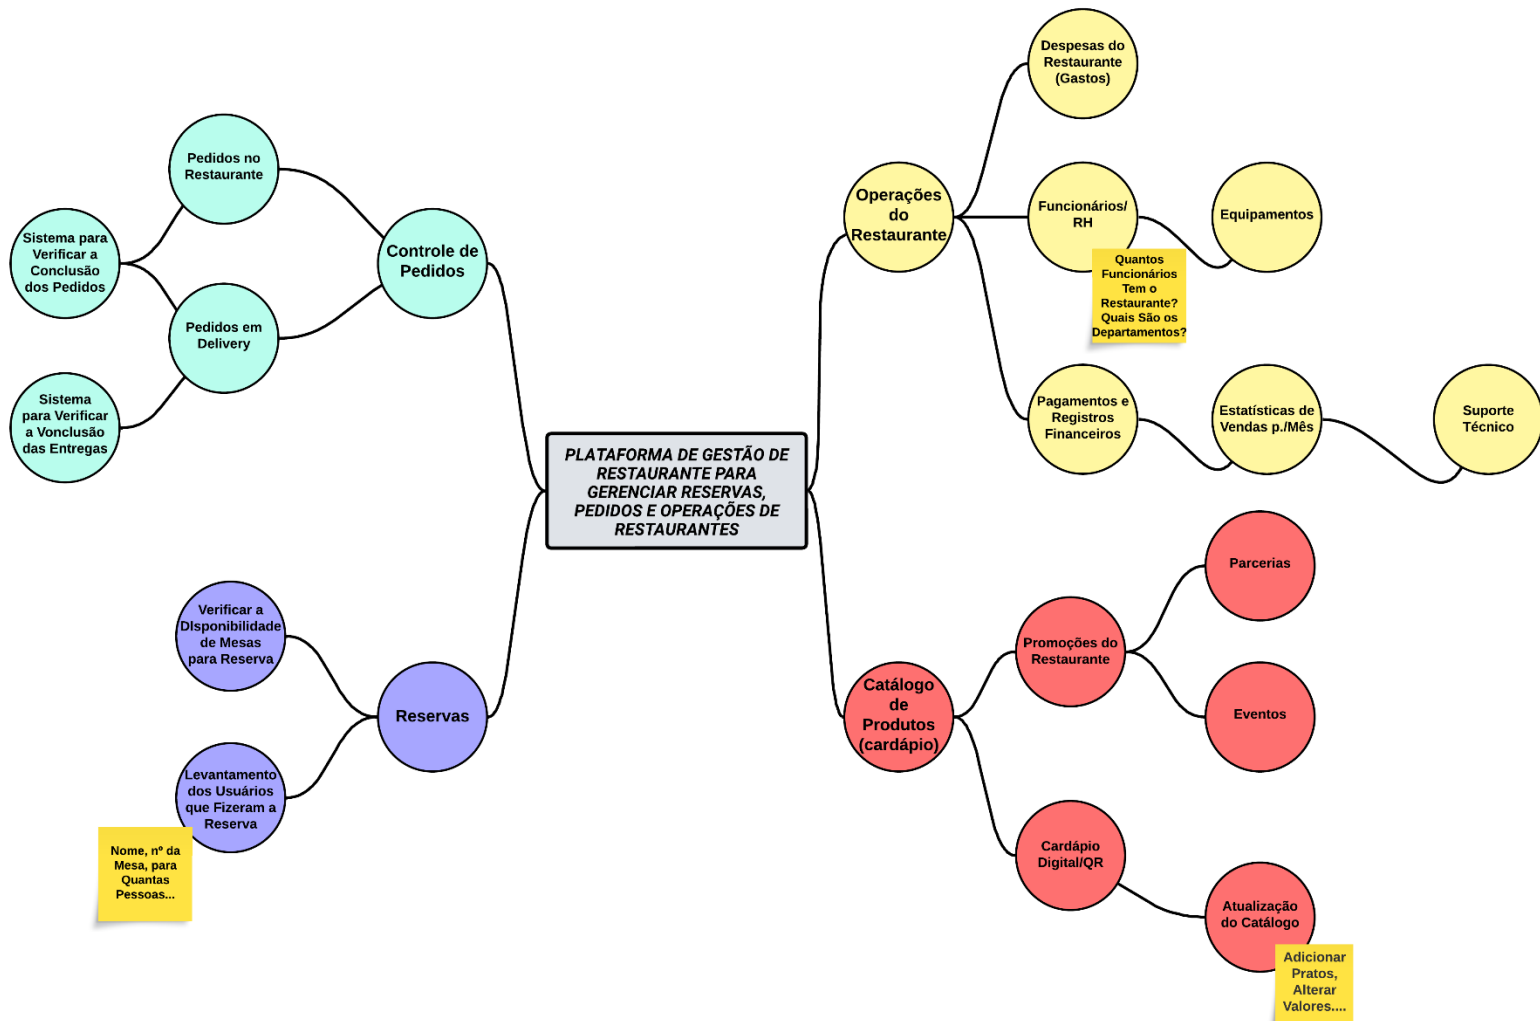 Pedidos no
Restaurante
Sistema para
Verificar a
Conclusão
dos Pedidos
Controle de
Pedidos
Pedidos em
Delivery
Sistema
para Verificar
a Vonclusão
das Entregas
PLATAFORMA DE GESTÃO DE
RESTAURANTE PARA
GERENCIAR RESERVAS,
PEDIDOS E OPERAÇÕES DE
RESTAURANTES
Verificar a
DIsponibilidade
de Mesas
para Reserva
Reservas
Levantamento
dos Usuários
que Fizeram a
Reserva
Nome, nº da
Mesa, para
Quantas
Pessoas...
Despesas do
Restaurante
(Gastos)
Operações
do
Restaurante
Funcionários/
RH
Equipamentos
Quantos
Funcionários
Tem o
Restaurante?
Quais São os
Departamentos?
Pagamentos e
Registros
Financeiros
Estatísticas de
Vendas p./Mês
Suporte
Técnico
Parcerias
Promoções do
Restaurante
Eventos
Catálogo
de
Produtos
(cardápio)
Cardápio
Digital/QR
Atualização
do Catálogo
Adicionar
Pratos,
Alterar
Valores....